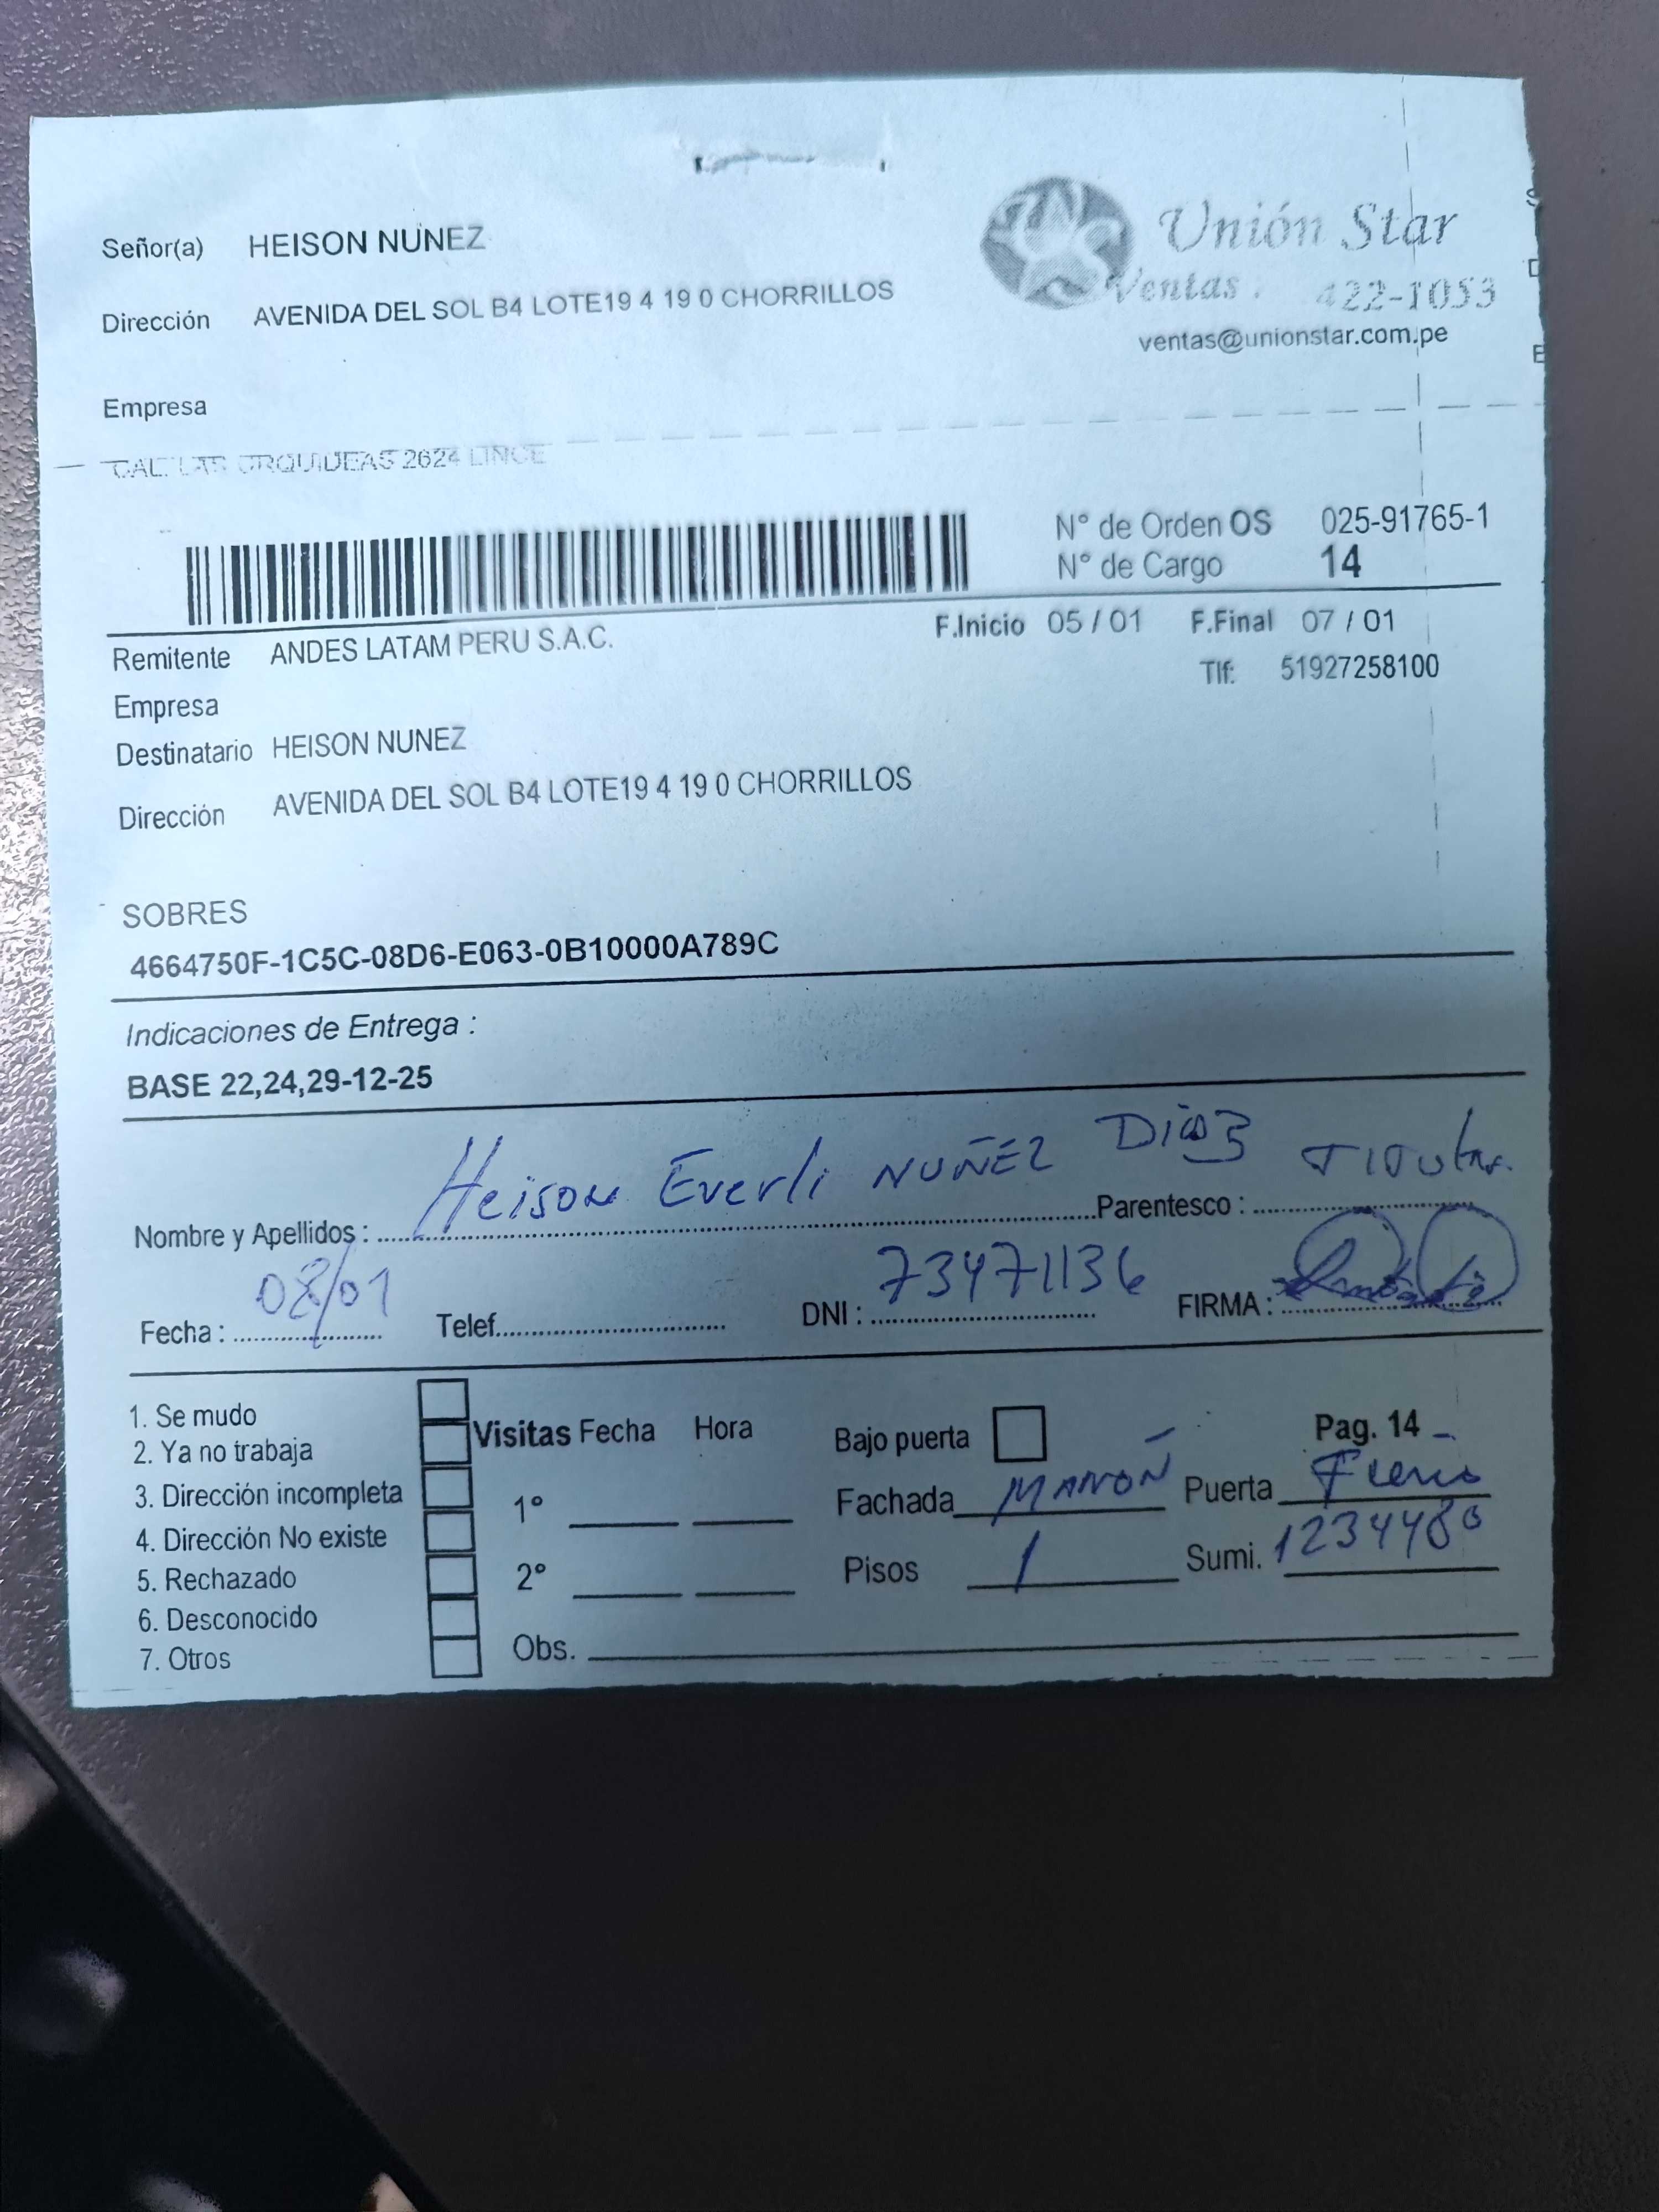 Señor(a) HEISON NUNEZ
Unión Star
Dirección AVENIDA DEL SOL B4 LOTE19 4 19 0 CHORRILLOS
Ventas : 422-1053
ventas@unionstar.com.pe
Empresa
CAL. LAS ORQUIDEAS 2624 LINCE
N° de Orden OS 025-91765-1
N° de Cargo 14
Remitente ANDES LATAM PERU S.A.C. F.Inicio 05 / 01 F.Final 07 / 01
Tlf: 51927258100
Empresa
Destinatario HEISON NUNEZ
Dirección AVENIDA DEL SOL B4 LOTE19 4 19 0 CHORRILLOS
SOBRES
4664750F-1C5C-08D6-E063-0B10000A789C
Indicaciones de Entrega :
BASE 22,24,29-12-25
Nombre y Apellidos : Heison Everli NUÑEZ Diaz Parentesco : TITULAR.
Fecha : 08/01 Telef. DNI : 73471136 FIRMA :
1. Se mudo
2. Ya no trabaja
3. Dirección incompleta
4. Dirección No existe
5. Rechazado
6. Desconocido
7. Otros
Visitas Fecha Hora
1°
2°
Obs.
Bajo puerta Pag. 14
Fachada Puerta
Pisos 1 Sumi. 1234480